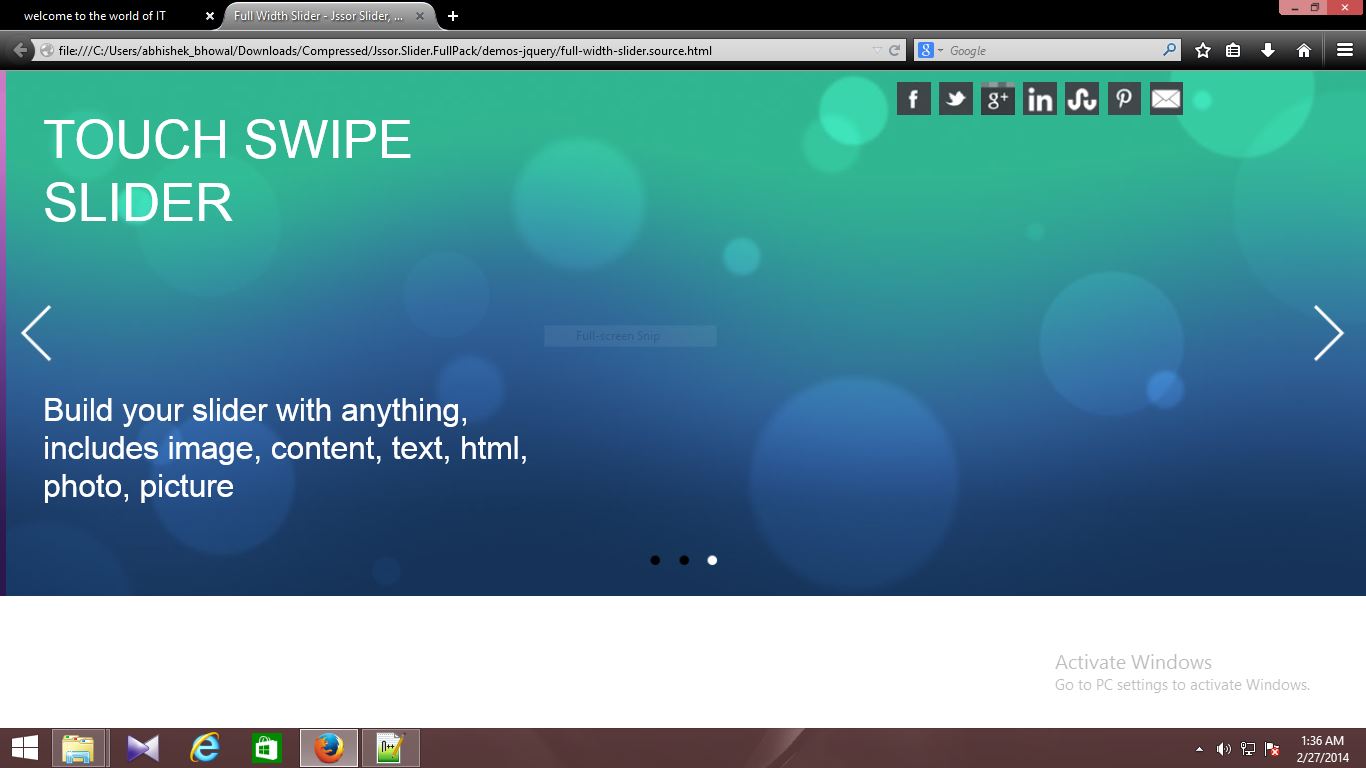 welcome to the world of IT
Full Width Slider - Jssor Slider, ...
file:///C:/Users/abhishek_bhowal/Downloads/Compressed/Jssor.Slider.FullPack/demos-jquery/full-width-slider.source.html
8
Google
f
g+
in
TOUCH SWIPE
SLIDER
Full-screen Snip
Build your slider with anything,
includes image, content, text, html,
photo, picture
Activate Windows
Go to PC settings to activate Windows.
1:36 AM
2/27/2014